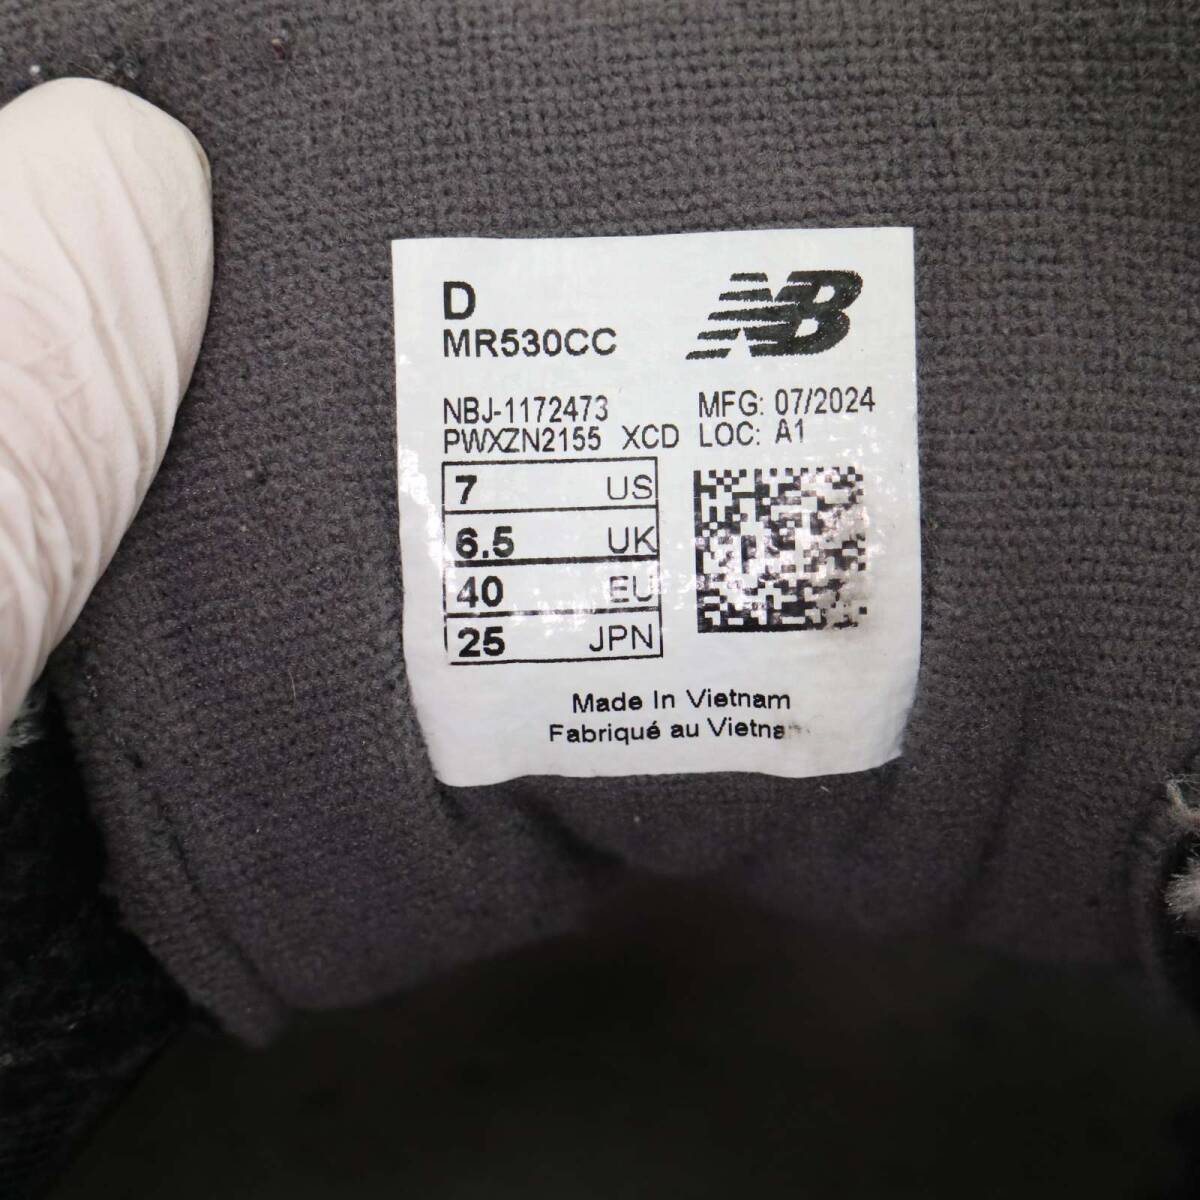 D
NB
MR530CC
NBJ-1172473 MFG: 07/2024
PWXZN2155 XCD LOC: A1
7 US
6.5 UK
40 EU
25 JPN
Made In Vietnam
Fabriqué au